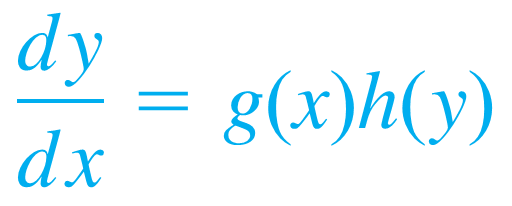 dy/dx = g(x)h(y)